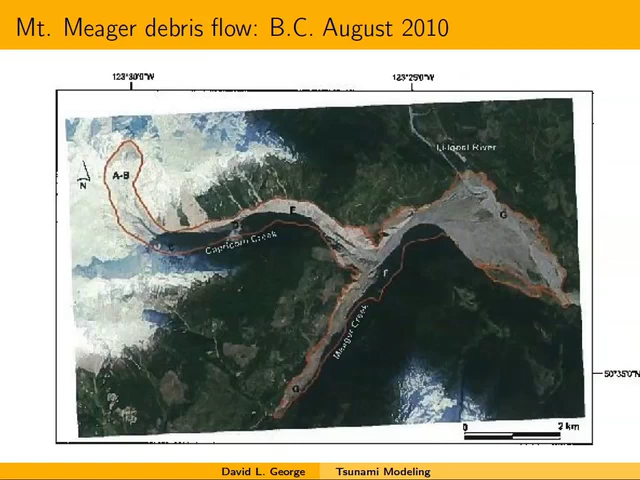 Mt. Meager debris flow: B.C. August 2010
123°30'0"W
123°25'0"W
Lillooet River
A-B
N
G
E
D
C
Capricorn Creek
F
Meager Creek
50°35'0"N
G
0
2 km
David L. George
Tsunami Modeling